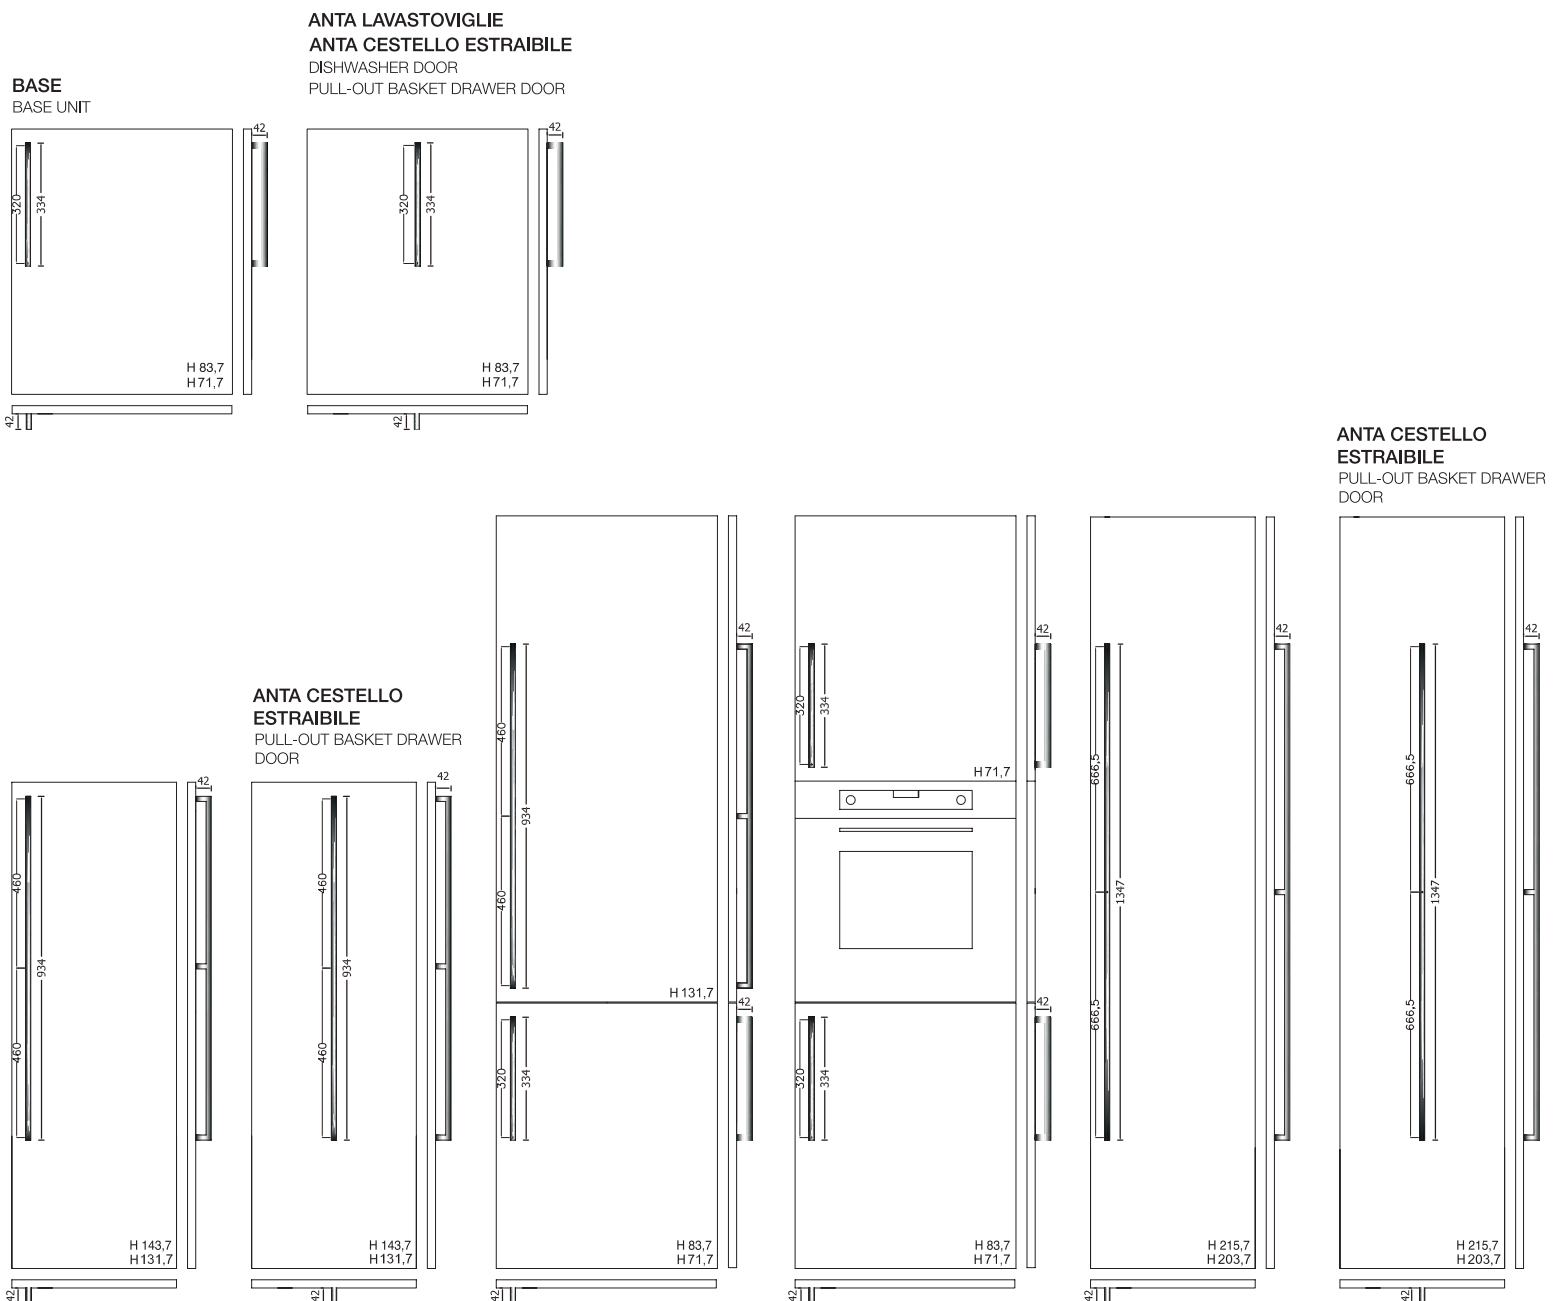 ANTA LAVASTOVIGLIE
ANTA CESTELLO ESTRAIBILE
DISHWASHER DOOR
PULL-OUT BASKET DRAWER DOOR
BASE
BASE UNIT
42
320
334
H 83,7
H 71,7
42
42
320
334
H 83,7
H 71,7
42
ANTA CESTELLO
ESTRAIBILE
PULL-OUT BASKET DRAWER
DOOR
ANTA CESTELLO
ESTRAIBILE
PULL-OUT BASKET DRAWER
DOOR
42
460
934
460
H 143,7
H 131,7
42
42
460
934
460
H 143,7
H 131,7
42
42
460
934
460
H 131,7
42
320
334
H 83,7
H 71,7
42
42
320
334
H 71,7
42
320
334
H 83,7
H 71,7
42
42
666,5
1347
666,5
H 215,7
H 203,7
42
42
666,5
1347
666,5
H 215,7
H 203,7
42